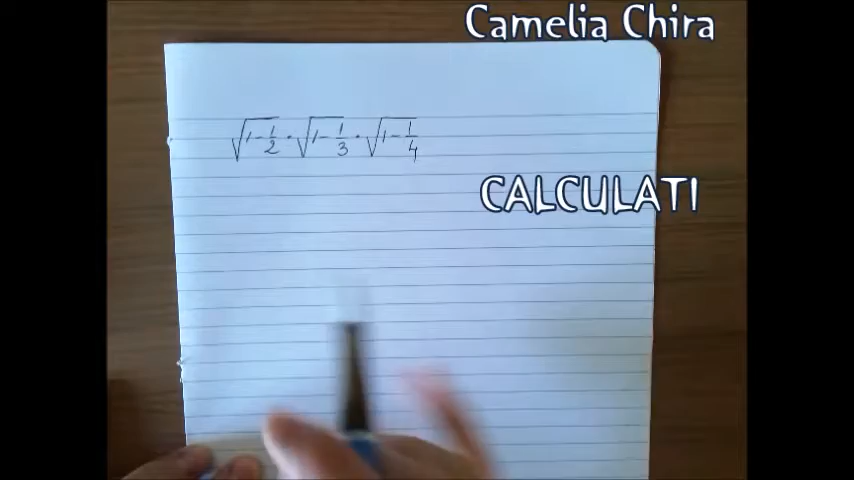 Camelia Chira
√(1-1/2) · √(1-1/3) · √(1-1/4)
CALCULATI